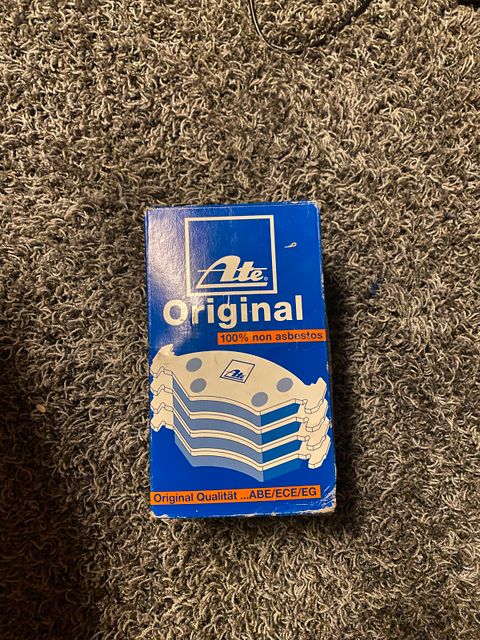 Ate®
Original
100% non asbestos
Ate
Original Qualität ...ABE/ECE/EG